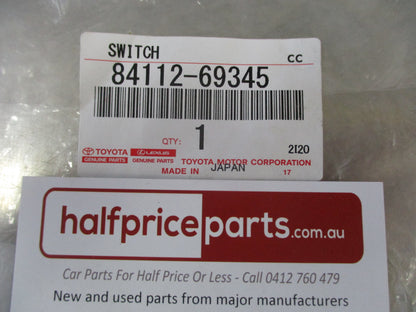 SWITCH CC
84112-69345
QTY: 1 2I20
TOYOTA LEXUS
GENUINE PARTS GENUINE PARTS TOYOTA MOTOR CORPORATION
MADE IN JAPAN 17
halfpriceparts.com.au
Car Parts For Half Price Or Less - Call 0412 760 479
New and used parts from major manufacturers